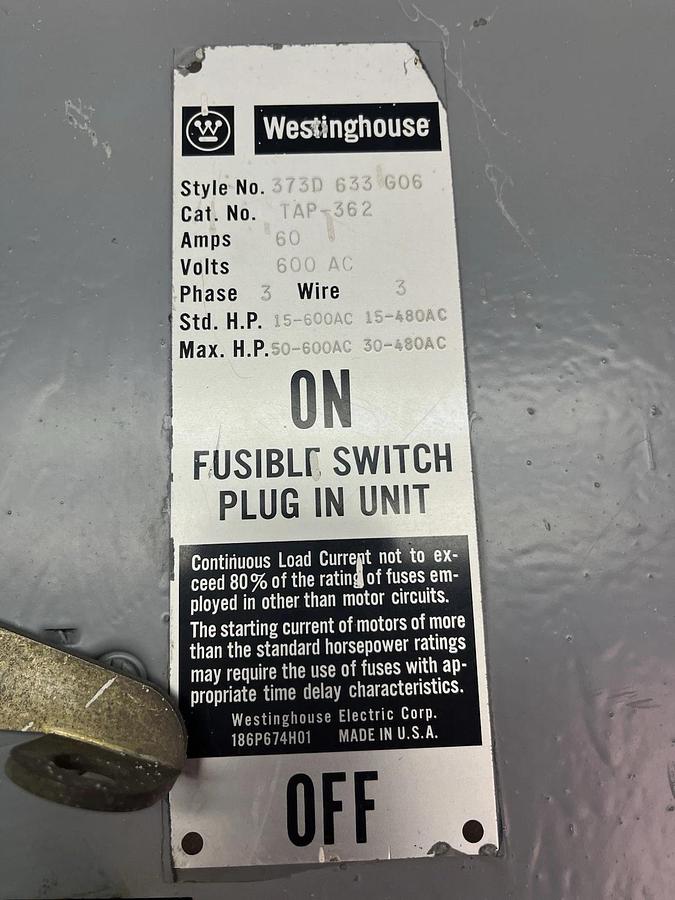 W
Westinghouse
Style No. 373D 633 G06
Cat. No. TAP-362
Amps 60
Volts 600 AC
Phase 3 Wire 3
Std. H.P. 15-600AC 15-480AC
Max. H.P. 50-600AC 30-480AC
ON
FUSIBLE SWITCH
PLUG IN UNIT
Continuous Load Current not to ex-
ceed 80% of the rating of fuses em-
ployed in other than motor circuits.
The starting current of motors of more
than the standard horsepower ratings
may require the use of fuses with ap-
propriate time delay characteristics.
Westinghouse Electric Corp.
186P674H01 MADE IN U.S.A.
OFF